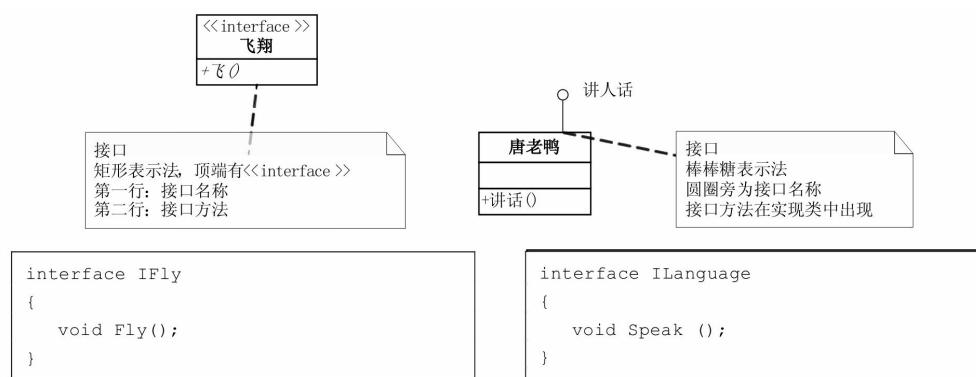 <<interface>>
飞翔
+飞()
讲人话
唐老鸭
+讲话()
接口
矩形表示法,顶端有<<interface>>
第一行:接口名称
第二行:接口方法
接口
棒棒糖表示法
圆圈旁为接口名称
接口方法在实现类中出现
interface IFly
{
void Fly();
}
interface ILanguage
{
void Speak ();
}